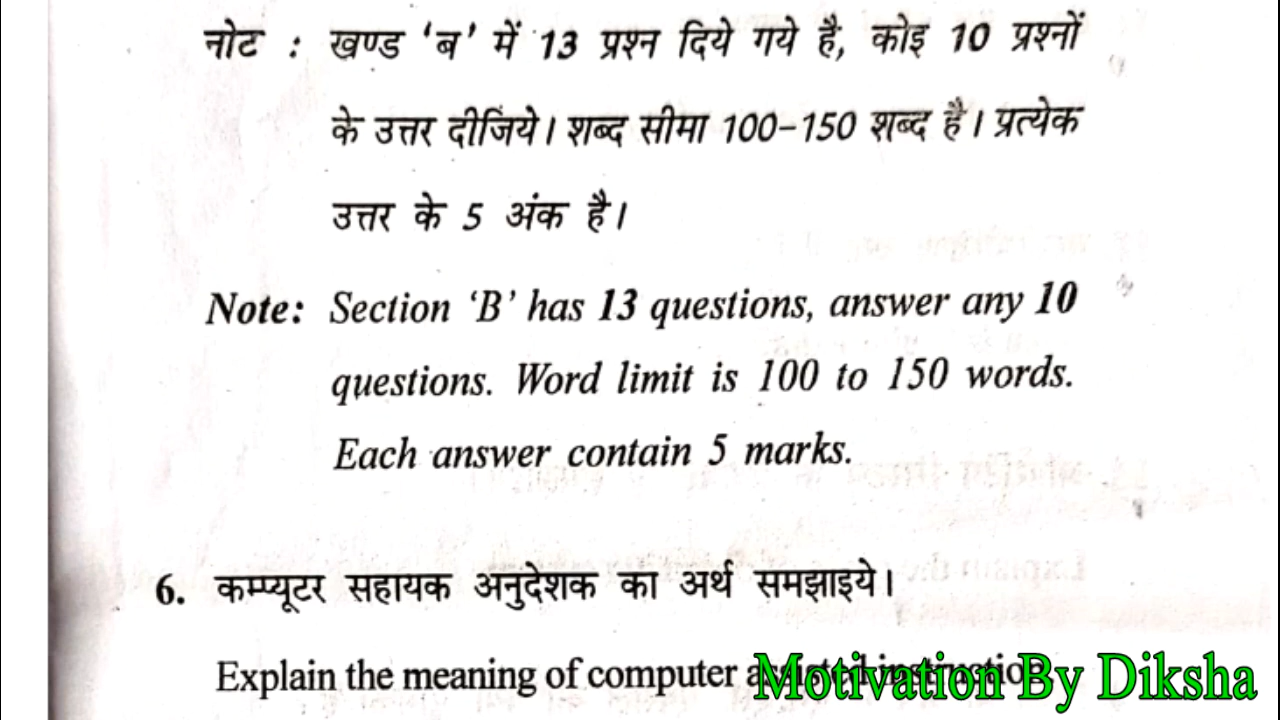 नोट : खण्ड 'ब' में 13 प्रश्न दिये गये है, कोइ 10 प्रश्नों
के उत्तर दीजिये। शब्द सीमा 100-150 शब्द है। प्रत्येक
उत्तर के 5 अंक है।
Note: Section 'B' has 13 questions, answer any 10
questions. Word limit is 100 to 150 words.
Each answer contain 5 marks.
6. कम्प्यूटर सहायक अनुदेशक का अर्थ समझाइये।
Explain the meaning of computer assisted instruction
Motivation By Diksha